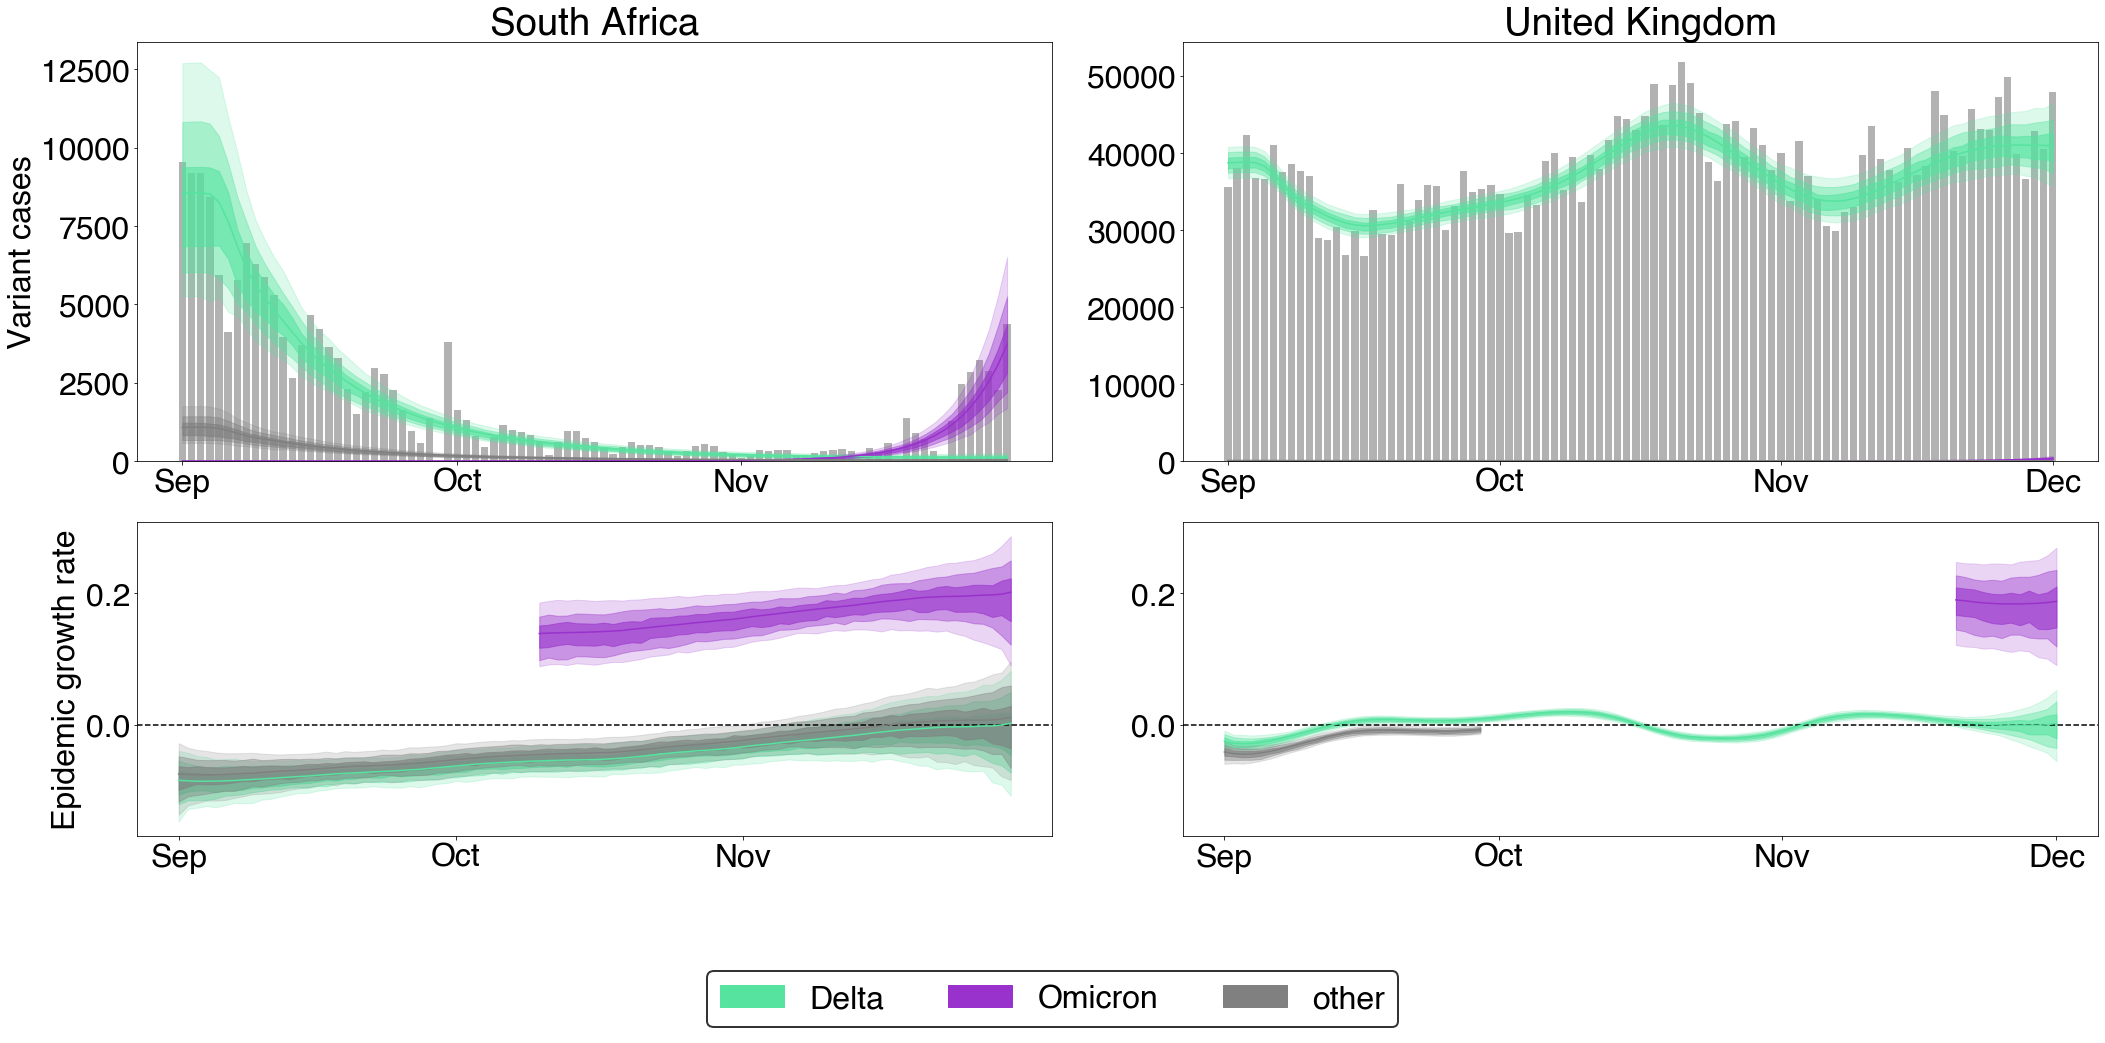 South Africa
United Kingdom
Variant cases
12500
10000
7500
5000
2500
0
Sep
Oct
Nov
50000
40000
30000
20000
10000
0
Sep
Oct
Nov
Dec
Epidemic growth rate
0.2
0.0
Sep
Oct
Nov
0.2
0.0
Sep
Oct
Nov
Dec
Delta
Omicron
other